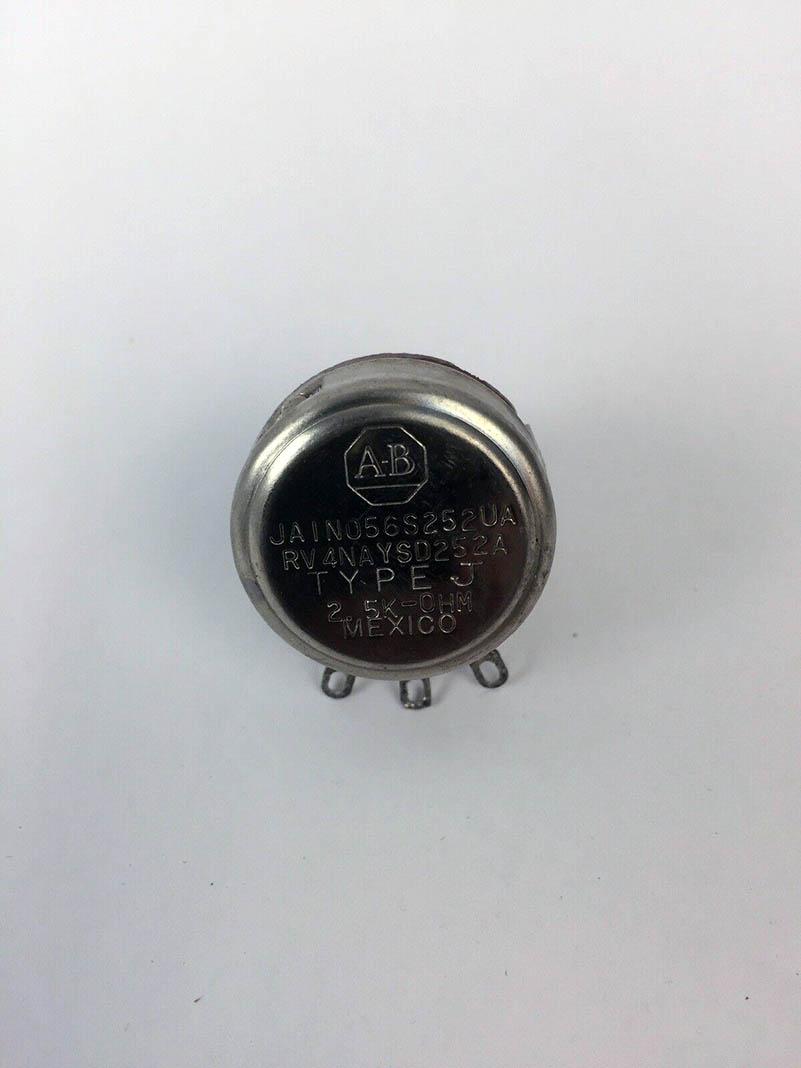 A-B
JA1N056S252UA
RV4NAYSD252A
TYPE J
2.5K-OHM
MEXICO